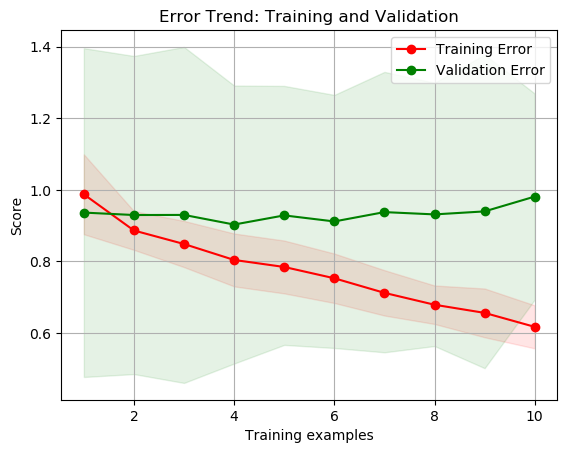 Error Trend: Training and Validation
Training Error
Validation Error
1.4
1.2
1.0
0.8
0.6
Score
2
4
6
8
10
Training examples